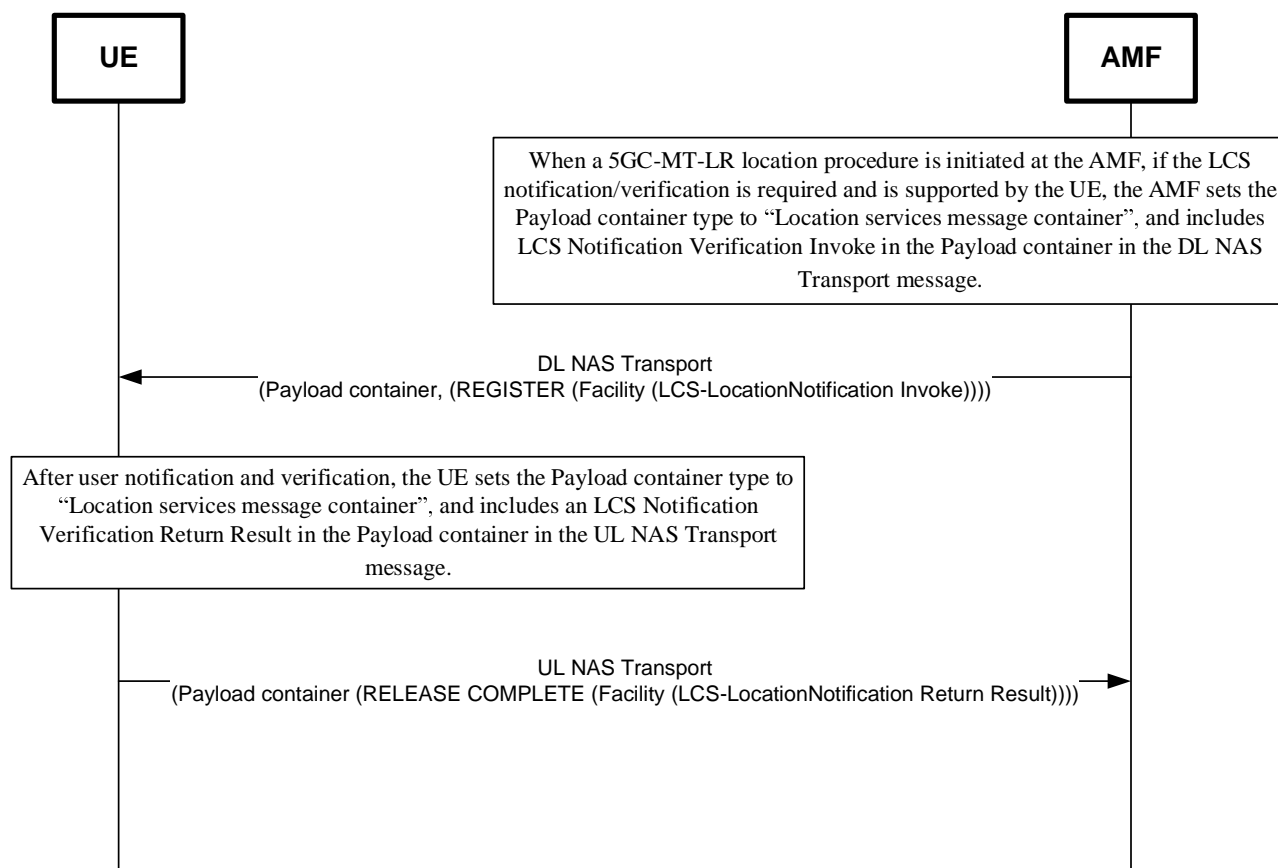 UE
AMF
When a 5GC-MT-LR location procedure is initiated at the AMF, if the LCS
notification/verification is required and is supported by the UE, the AMF sets the
Payload container type to “Location services message container”, and includes
LCS Notification Verification Invoke in the Payload container in the DL NAS
Transport message.
DL NAS Transport
(Payload container, (REGISTER (Facility (LCS-LocationNotification Invoke))))
After user notification and verification, the UE sets the Payload container type to
“Location services message container”, and includes an LCS Notification
Verification Return Result in the Payload container in the UL NAS Transport
message.
UL NAS Transport
(Payload container (RELEASE COMPLETE (Facility (LCS-LocationNotification Return Result))))